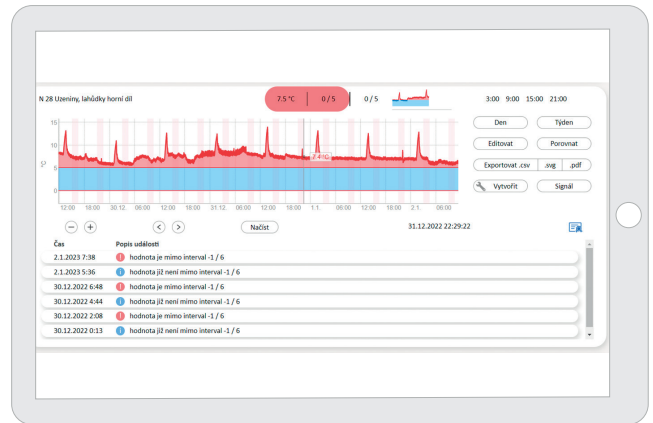 N 28 Uzeniny, lahůdky horní díl
7.5 °C 0 / 5 0 / 5
3:00 9:00 15:00 21:00
Den Týden
Editovat Porovnat
Exportovat .csv .svg .pdf
Vytvořit Signál
15
10
5
0
°C
7.4 °C
12:00 18:00 30.12. 06:00 12:00 18:00 31.12. 06:00 12:00 18:00 1.1. 06:00 12:00 18:00 2.1. 06:00
− + < > Načíst 31.12.2022 22:29:22
Čas Popis události
2.1.2023 7:38 ! hodnota je mimo interval -1 / 6
2.1.2023 5:36 i hodnota již není mimo interval -1 / 6
30.12.2022 6:48 ! hodnota je mimo interval -1 / 6
30.12.2022 4:44 i hodnota již není mimo interval -1 / 6
30.12.2022 2:08 ! hodnota je mimo interval -1 / 6
30.12.2022 0:13 i hodnota již není mimo interval -1 / 6